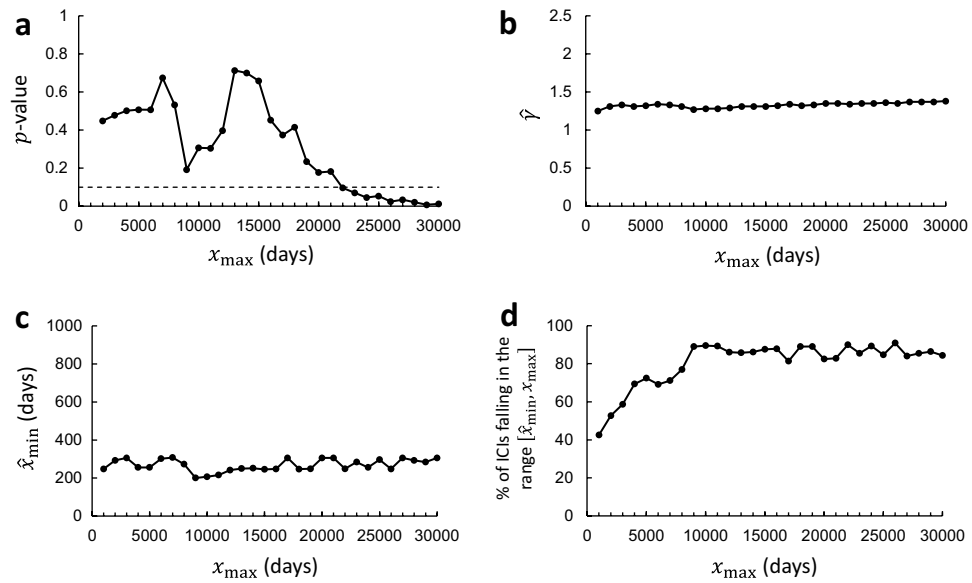 a
1
0.8
0.6
0.4
0.2
0
p-value
0 5000 10000 15000 20000 25000 30000
x_max (days)
b
2.5
2
1.5
1
0.5
0
γ̂
0 5000 10000 15000 20000 25000 30000
x_max (days)
c
1000
800
600
400
200
0
x̂_min (days)
0 5000 10000 15000 20000 25000 30000
x_max (days)
d
100
80
60
40
20
0
% of ICIs falling in the
range [x̂_min, x_max]
0 5000 10000 15000 20000 25000 30000
x_max (days)